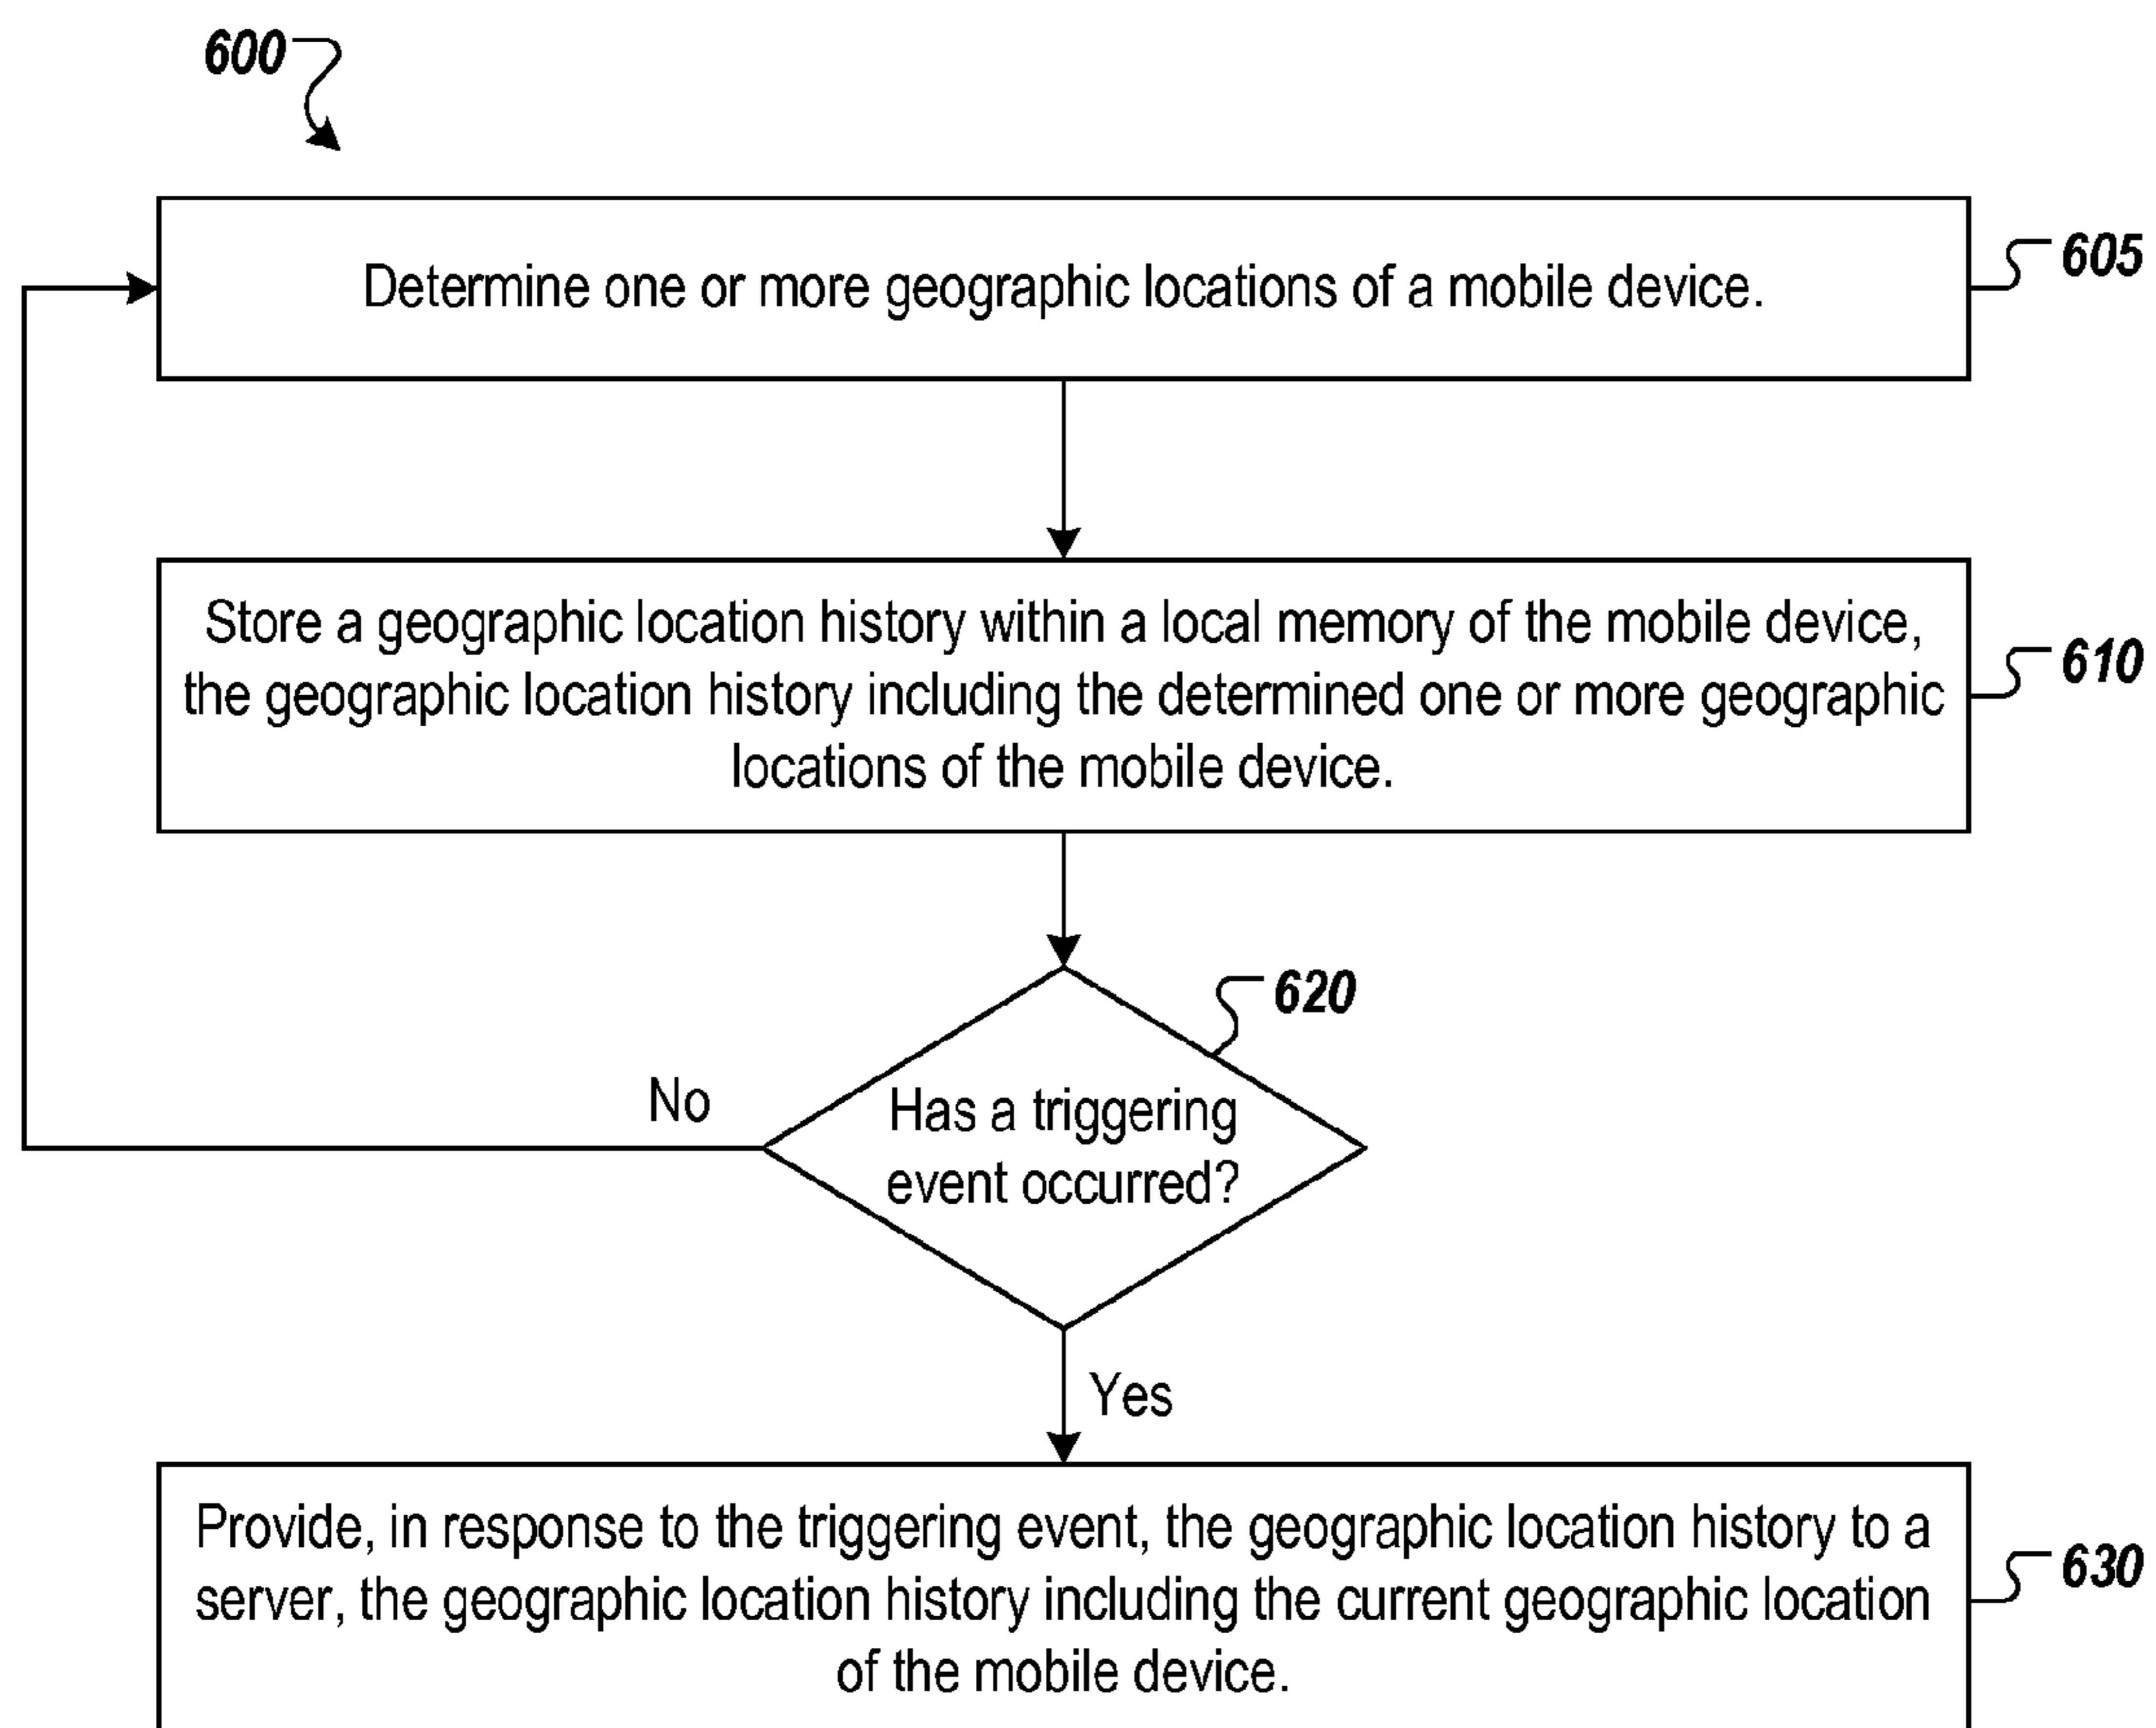 600
Determine one or more geographic locations of a mobile device.
605
Store a geographic location history within a local memory of the mobile device,
the geographic location history including the determined one or more geographic
locations of the mobile device.
610
620
Has a triggering
event occurred?
No
Yes
Provide, in response to the triggering event, the geographic location history to a
server, the geographic location history including the current geographic location
of the mobile device.
630